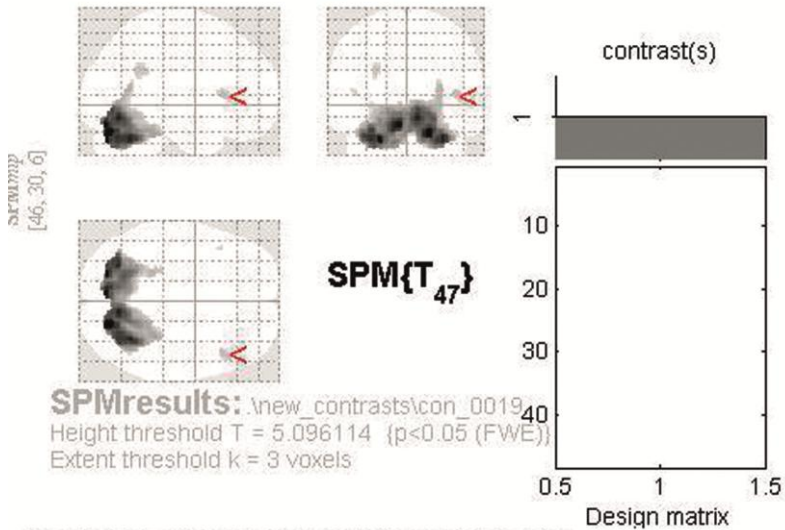 SPMmip
[46, 30, 6]
<
<
<
SPM{T47}
SPMresults: .\new_contrasts\con_0019
Height threshold T = 5.096114 {p<0.05 (FWE)}
Extent threshold k = 3 voxels
contrast(s)
1
10
20
30
40
0.5 1 1.5
Design matrix